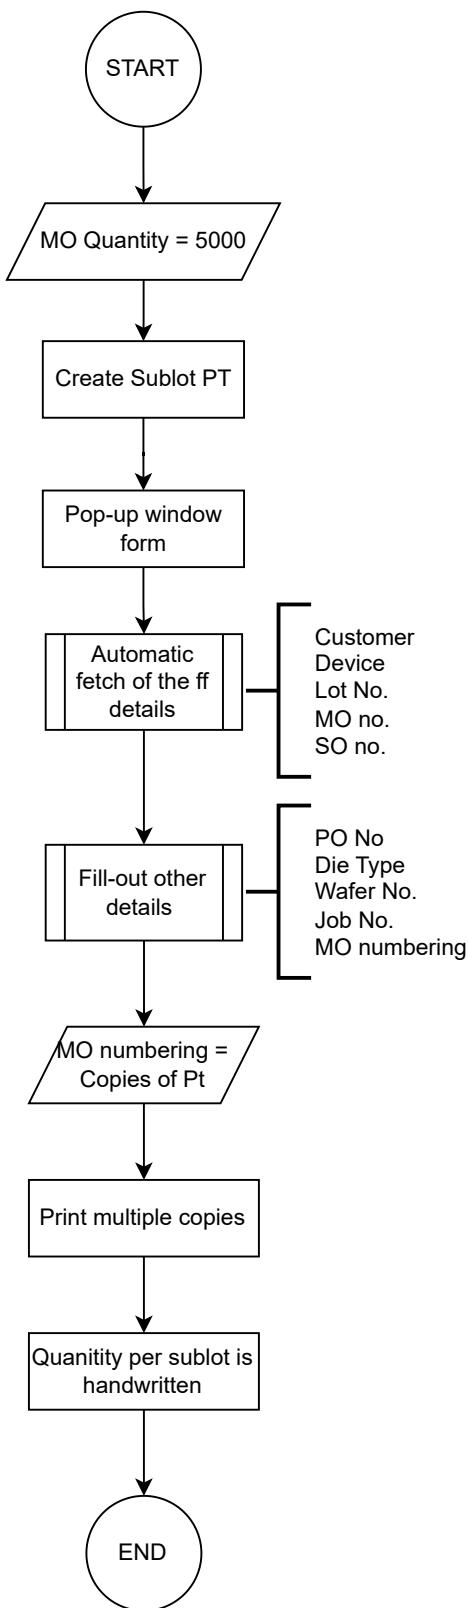 START
MO Quantity = 5000
Create Sublot PT
Pop-up window
form
Automatic
fetch of the ff
details
Customer
Device
Lot No.
MO no.
SO no.
Fill-out other
details
PO No
Die Type
Wafer No.
Job No.
MO numbering
MO numbering =
Copies of Pt
Print multiple copies
Quanitity per sublot is
handwritten
END